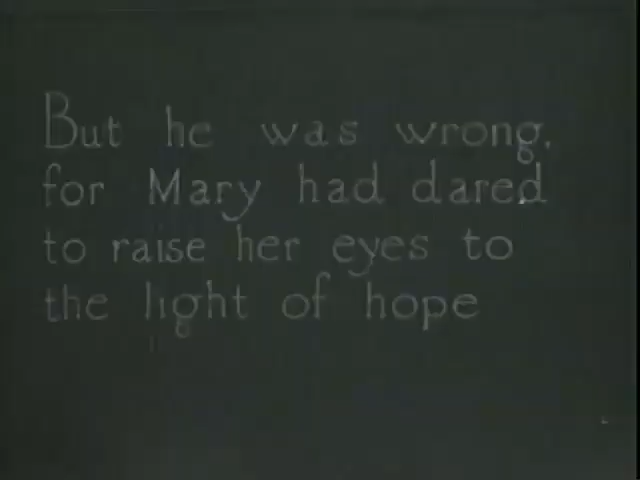 But he was wrong,
for Mary had dared
to raise her eyes to
the light of hope